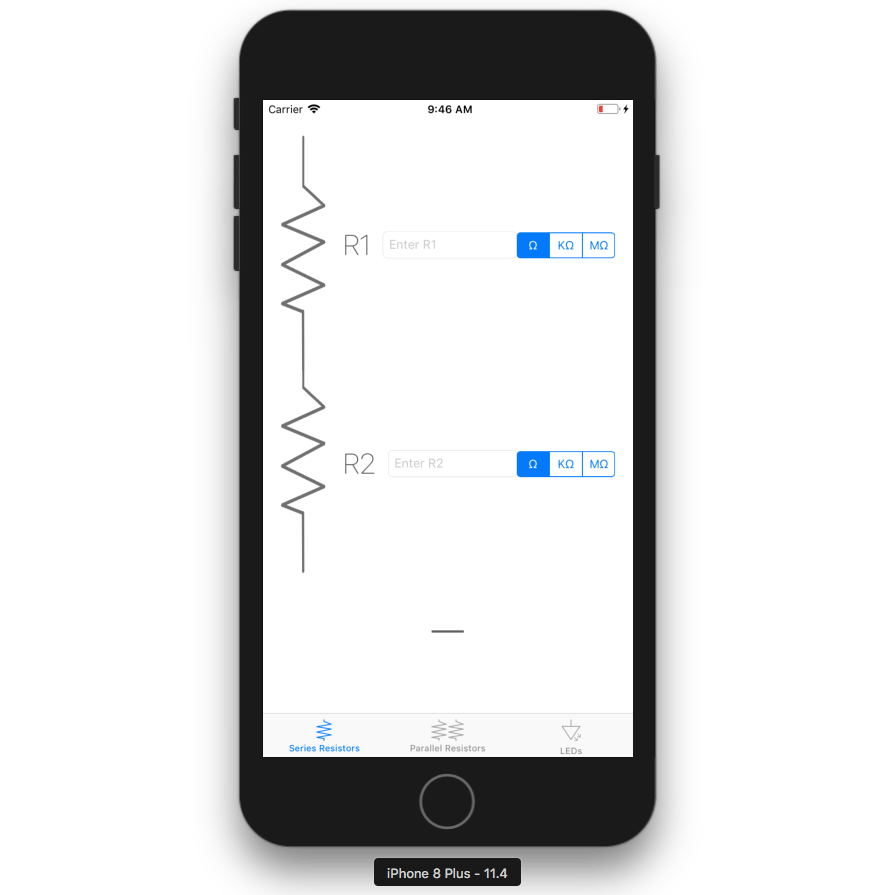 Carrier 9:46 AM
R1 Enter R1 Ω KΩ MΩ
R2 Enter R2 Ω KΩ MΩ
—
Series Resistors Parallel Resistors LEDs
iPhone 8 Plus - 11.4